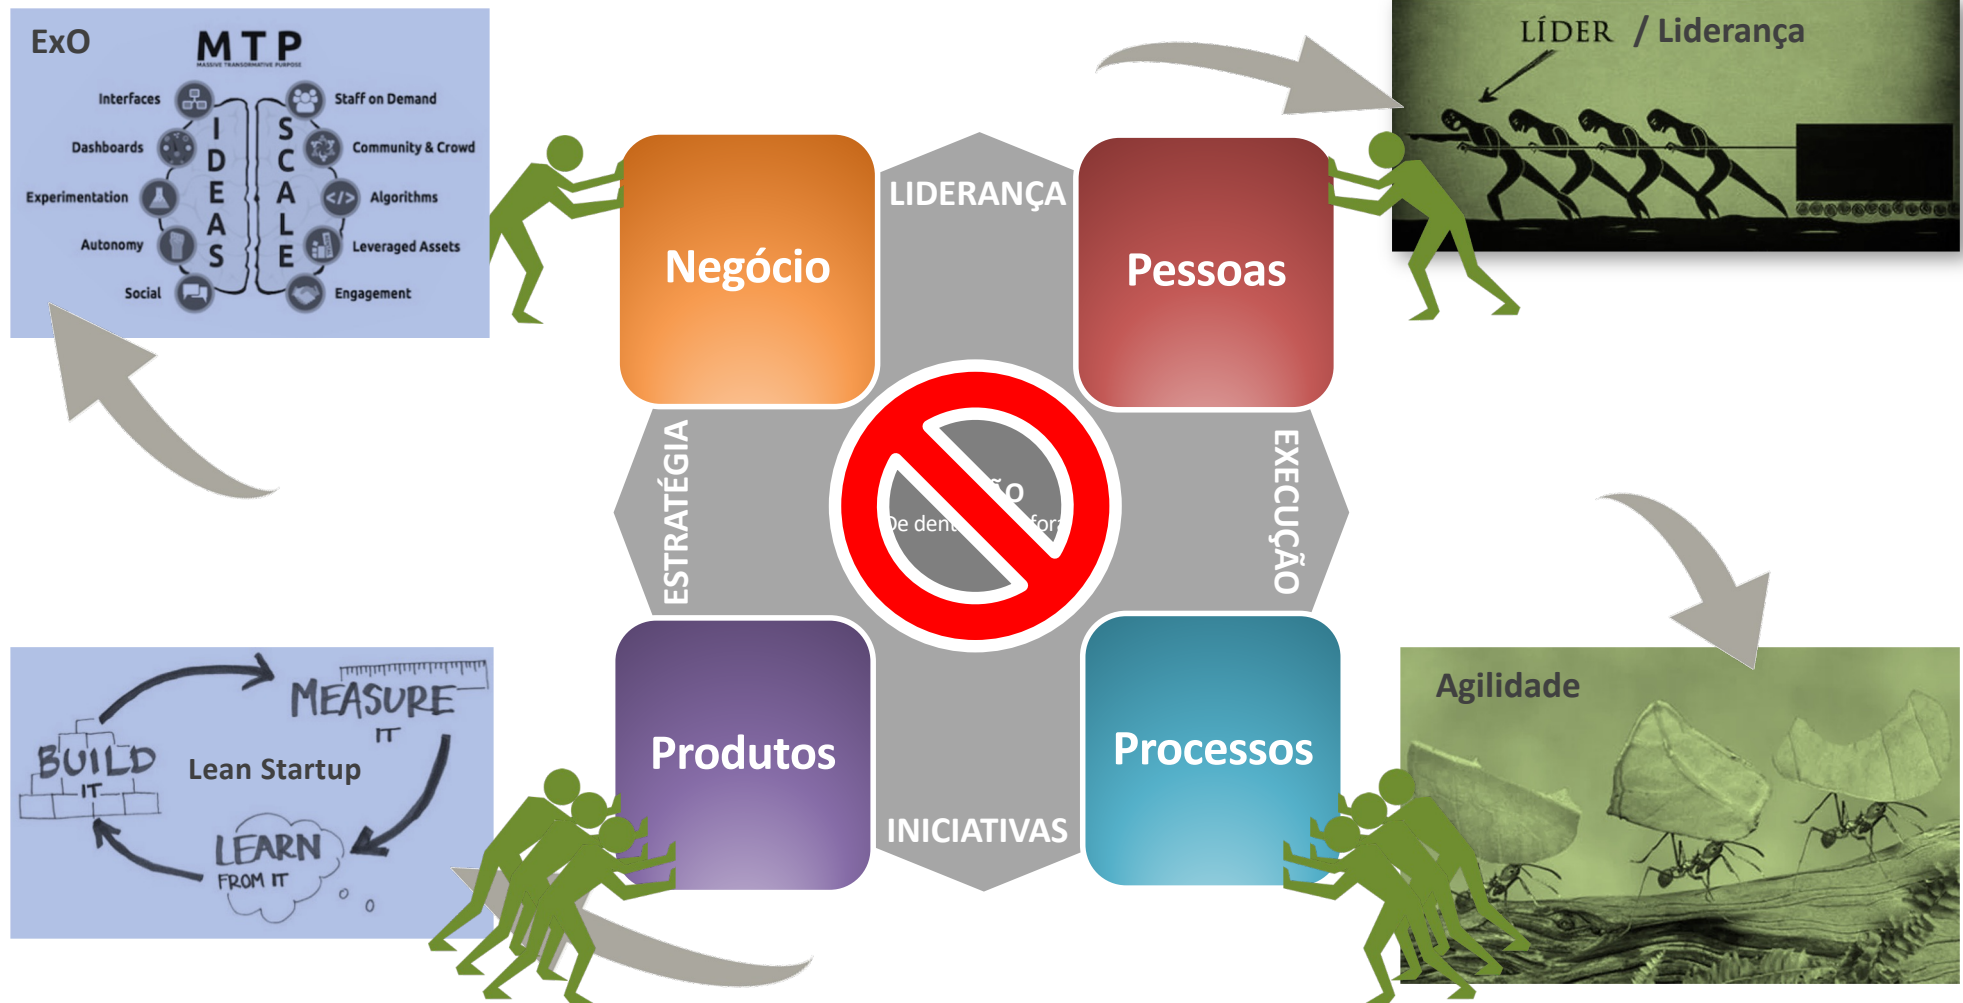 ExO
MTP
MASSIVE TRANSORMATIVE PURPOSE
Interfaces
Dashboards
Experimentation
Autonomy
Social
IDEAS
SCALE
Staff on Demand
Community & Crowd
Algorithms
Leveraged Assets
Engagement
LÍDER / Liderança
Negócio
LIDERANÇA
Pessoas
ESTRATÉGIA
EXECUÇÃO
De
Produtos
INICIATIVAS
Processos
MEASURE
IT
BUILD
IT
Lean Startup
LEARN
FROM IT
Agilidade